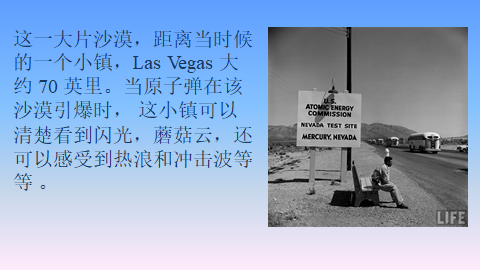 这一大片沙漠，距离当时候
的一个小镇，Las Vegas 大
约 70 英里。当原子弹在该
沙漠引爆时， 这小镇可以
清楚看到闪光，蘑菇云，还
可以感受到热浪和冲击波等
等 。
U.S.
ATOMIC ENERGY
COMMISSION
NEVADA TEST SITE
MERCURY, NEVADA
LIFE